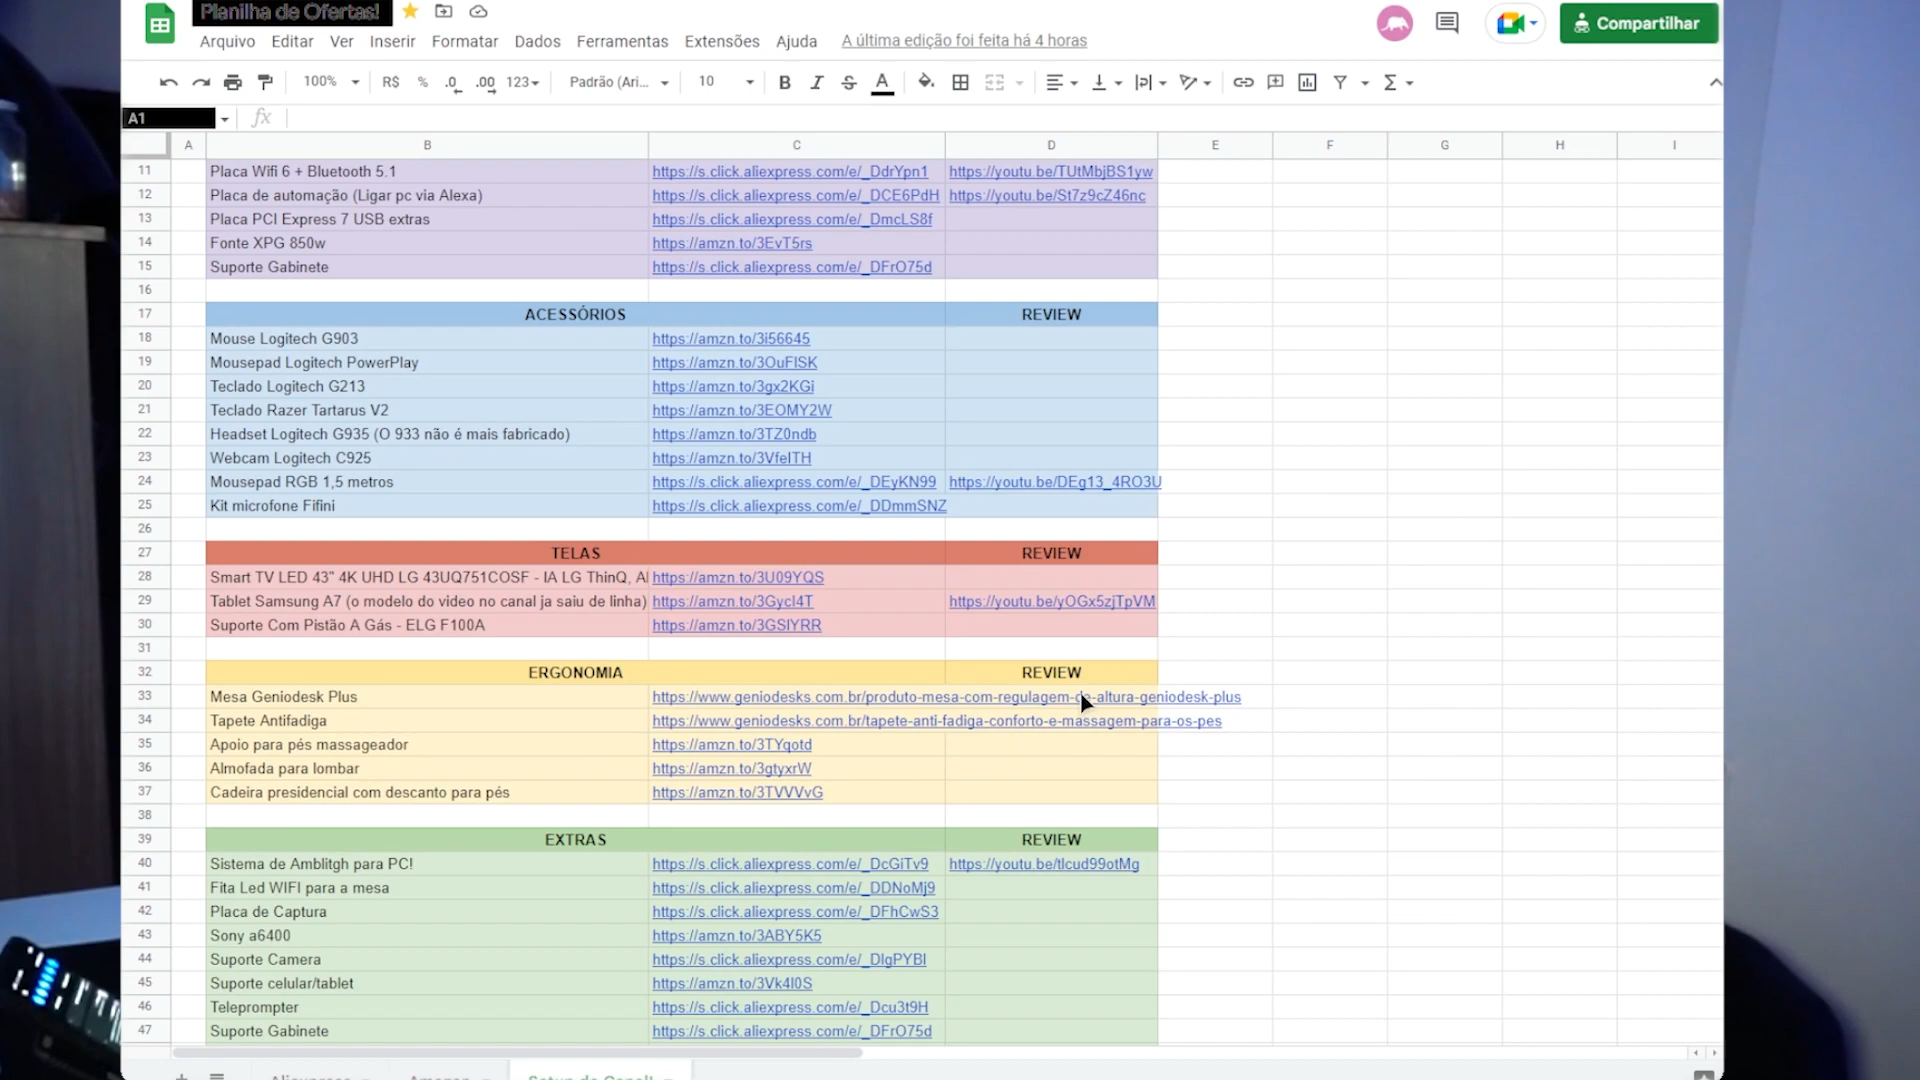 Planilha de Ofertas!
Arquivo Editar Ver Inserir Formatar Dados Ferramentas Extensões Ajuda A última edição foi feita há 4 horas
Compartilhar
100% R$ % .0 .00 123 Padrão (Ari... 10 B I S A
A1 fx
A B C D E F G H I
11 Placa Wifi 6 + Bluetooth 5.1 https://s.click.aliexpress.com/e/_DdrYpn1 https://youtu.be/TUtMbjBS1yw
12 Placa de automação (Ligar pc via Alexa) https://s.click.aliexpress.com/e/_DCE6PdH https://youtu.be/St7z9cZ46nc
13 Placa PCI Express 7 USB extras https://s.click.aliexpress.com/e/_DmcLS8f
14 Fonte XPG 850w https://amzn.to/3EvT5rs
15 Suporte Gabinete https://s.click.aliexpress.com/e/_DFrO75d
16
17 ACESSÓRIOS REVIEW
18 Mouse Logitech G903 https://amzn.to/3i56645
19 Mousepad Logitech PowerPlay https://amzn.to/3OuFISK
20 Teclado Logitech G213 https://amzn.to/3gx2KGi
21 Teclado Razer Tartarus V2 https://amzn.to/3EOMY2W
22 Headset Logitech G935 (O 933 não é mais fabricado) https://amzn.to/3TZ0ndb
23 Webcam Logitech C925 https://amzn.to/3VfeITH
24 Mousepad RGB 1,5 metros https://s.click.aliexpress.com/e/_DEyKN99 https://youtu.be/DEg13_4RO3U
25 Kit microfone Fifini https://s.click.aliexpress.com/e/_DDmmSNZ
26
27 TELAS REVIEW
28 Smart TV LED 43" 4K UHD LG 43UQ751COSF - IA LG ThinQ, Al https://amzn.to/3U09YQS
29 Tablet Samsung A7 (o modelo do video no canal ja saiu de linha) https://amzn.to/3GycI4T https://youtu.be/yOGx5zjTpVM
30 Suporte Com Pistão A Gás - ELG F100A https://amzn.to/3GSIYRR
31
32 ERGONOMIA REVIEW
33 Mesa Geniodesk Plus https://www.geniodesks.com.br/produto-mesa-com-regulagem-de-altura-geniodesk-plus
34 Tapete Antifadiga https://www.geniodesks.com.br/tapete-anti-fadiga-conforto-e-massagem-para-os-pes
35 Apoio para pés massageador https://amzn.to/3TYqotd
36 Almofada para lombar https://amzn.to/3gtyxrW
37 Cadeira presidencial com descanto para pés https://amzn.to/3TVVVvG
38
39 EXTRAS REVIEW
40 Sistema de Amblitgh para PC! https://s.click.aliexpress.com/e/_DcGiTv9 https://youtu.be/tlcud99otMg
41 Fita Led WIFI para a mesa https://s.click.aliexpress.com/e/_DDNoMj9
42 Placa de Captura https://s.click.aliexpress.com/e/_DFhCwS3
43 Sony a6400 https://amzn.to/3ABY5K5
44 Suporte Camera https://s.click.aliexpress.com/e/_DlgPYBl
45 Suporte celular/tablet https://amzn.to/3Vk4I0S
46 Teleprompter https://s.click.aliexpress.com/e/_Dcu3t9H
47 Suporte Gabinete https://s.click.aliexpress.com/e/_DFrO75d